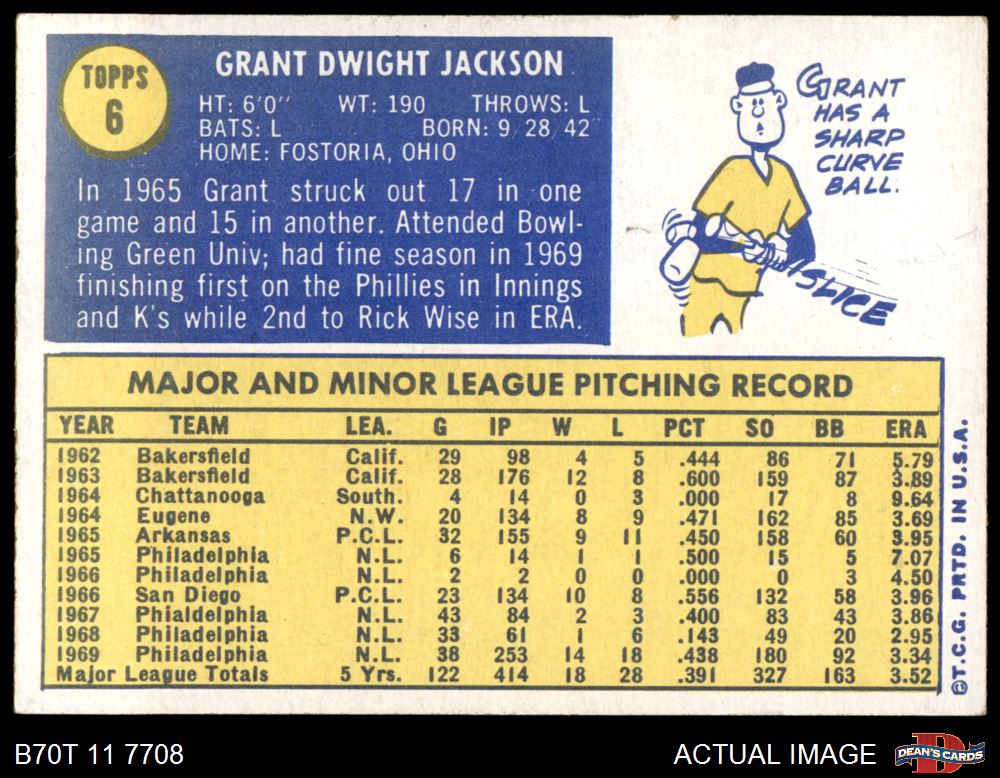 TOPPS
6
GRANT DWIGHT JACKSON
HT: 6'0'' WT: 190 THROWS: L
BATS: L BORN: 9/28/42
HOME: FOSTORIA, OHIO
In 1965 Grant struck out 17 in one
game and 15 in another. Attended Bowl-
ing Green Univ; had fine season in 1969
finishing first on the Phillies in Innings
and K's while 2nd to Rick Wise in ERA.
GRANT
HAS A
SHARP
CURVE
BALL.
SLICE
MAJOR AND MINOR LEAGUE PITCHING RECORD
YEAR TEAM LEA. G IP W L PCT SO BB ERA
1962 Bakersfield Calif. 29 98 4 5 .444 86 71 5.79
1963 Bakersfield Calif. 28 176 12 8 .600 159 87 3.89
1964 Chattanooga South. 4 14 0 3 .000 17 8 9.64
1964 Eugene N.W. 20 134 8 9 .471 162 85 3.69
1965 Arkansas P.C.L. 32 155 9 11 .450 158 60 3.95
1965 Philadelphia N.L. 6 14 1 1 .500 15 5 7.07
1966 Philadelphia N.L. 2 2 0 0 .000 0 3 4.50
1966 San Diego P.C.L. 23 134 10 8 .556 132 58 3.96
1967 Phialdelphia N.L. 43 84 2 3 .400 83 43 3.86
1968 Philadelphia N.L. 33 61 1 6 .143 49 20 2.95
1969 Philadelphia N.L. 38 253 14 18 .438 180 92 3.34
Major League Totals 5 Yrs. 122 414 18 28 .391 327 163 3.52
©T.C.G. PRTD. IN U.S.A.
B70T 11 7708
ACTUAL IMAGE
DEAN'S CARDS